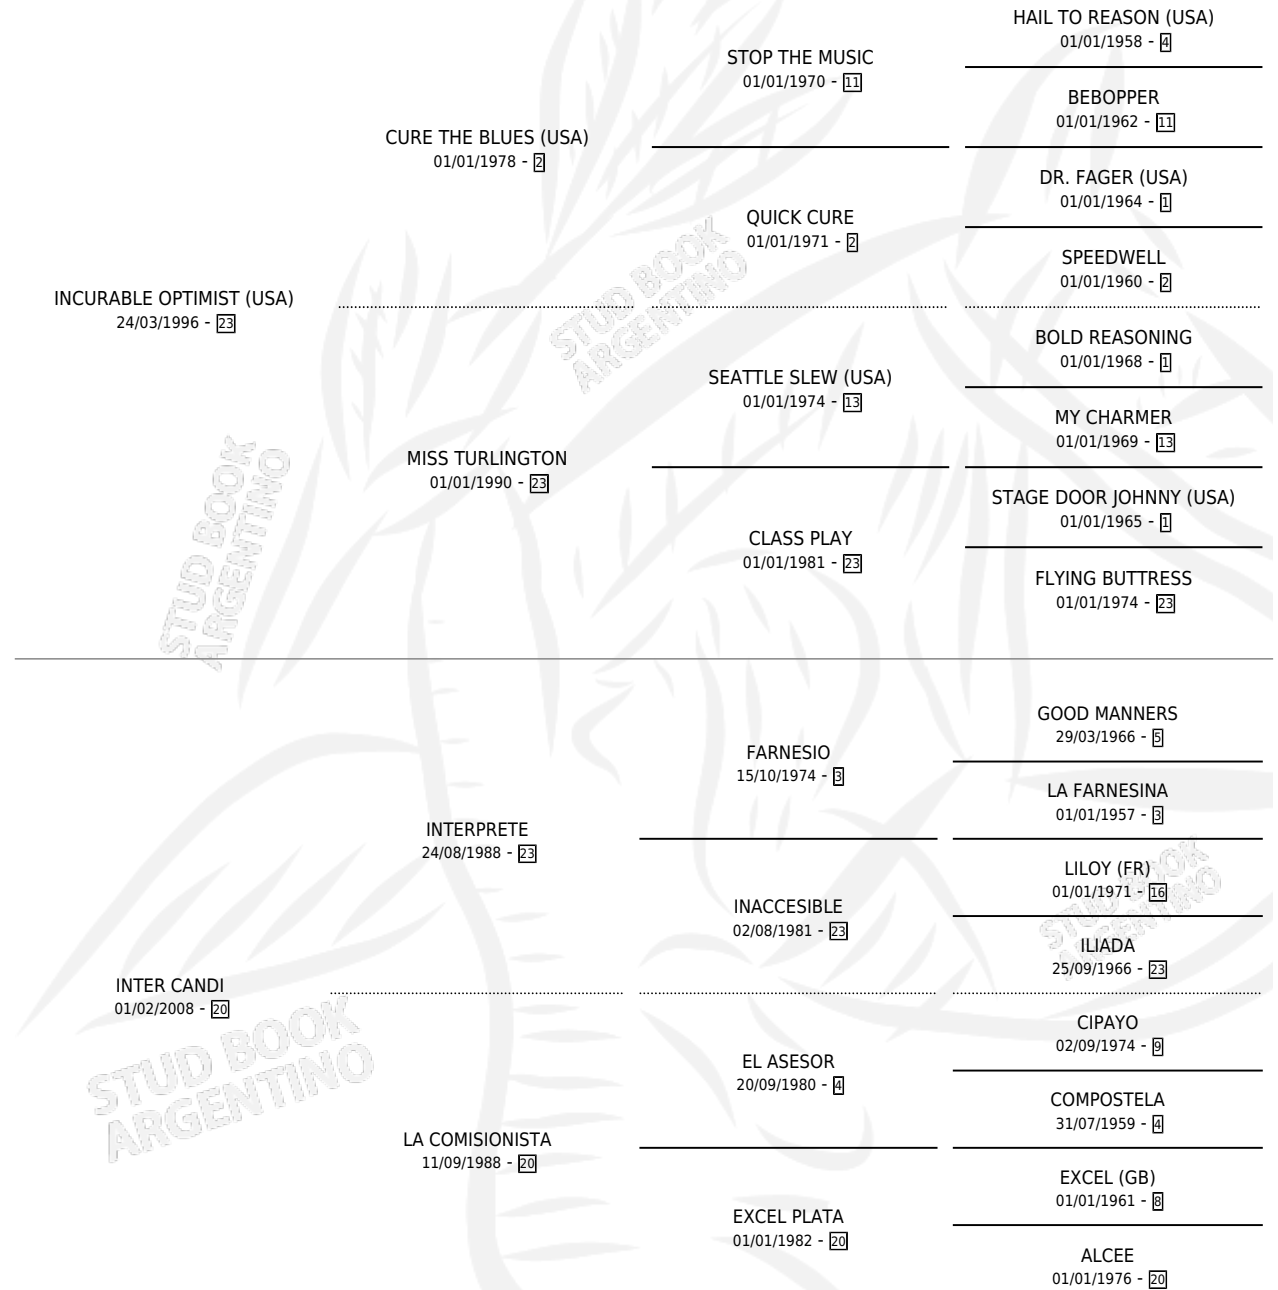 HAIL TO REASON (USA)
01/01/1958 - 4
STOP THE MUSIC
01/01/1970 - 11
BEBOPPER
01/01/1962 - 11
CURE THE BLUES (USA)
01/01/1978 - 2
DR. FAGER (USA)
01/01/1964 - 1
QUICK CURE
01/01/1971 - 2
SPEEDWELL
01/01/1960 - 2
INCURABLE OPTIMIST (USA)
24/03/1996 - 23
BOLD REASONING
01/01/1968 - 1
SEATTLE SLEW (USA)
01/01/1974 - 13
MY CHARMER
01/01/1969 - 13
MISS TURLINGTON
01/01/1990 - 23
STAGE DOOR JOHNNY (USA)
01/01/1965 - 1
CLASS PLAY
01/01/1981 - 23
FLYING BUTTRESS
01/01/1974 - 23
GOOD MANNERS
29/03/1966 - 5
FARNESIO
15/10/1974 - 3
LA FARNESINA
01/01/1957 - 3
INTERPRETE
24/08/1988 - 23
LILOY (FR)
01/01/1971 - 16
INACCESIBLE
02/08/1981 - 23
ILIADA
25/09/1966 - 23
INTER CANDI
01/02/2008 - 20
CIPAYO
02/09/1974 - 9
EL ASESOR
20/09/1980 - 4
COMPOSTELA
31/07/1959 - 4
LA COMISIONISTA
11/09/1988 - 20
EXCEL (GB)
01/01/1961 - 8
EXCEL PLATA
01/01/1982 - 20
ALCEE
01/01/1976 - 20
STUD BOOK
ARGENTINO
STUD BOOK
ARGENTINO
STUD BOOK
ARGENTINO
STUD BOOK
ARGENTINO